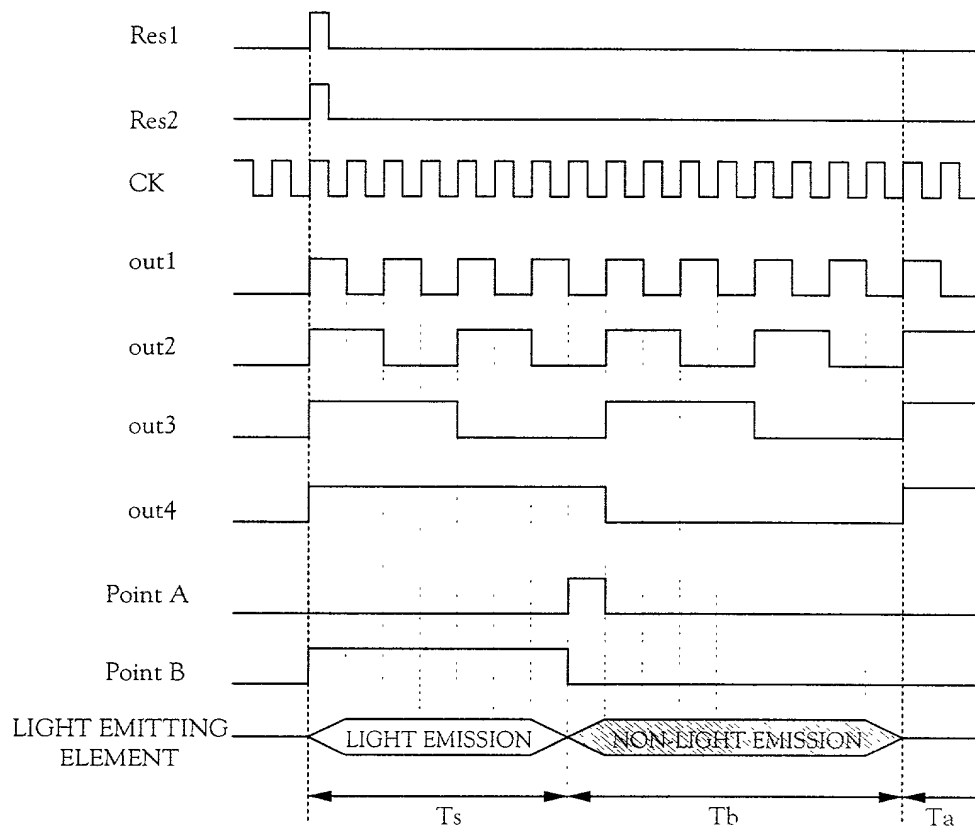 Res1
Res2
CK
out1
out2
out3
out4
Point A
Point B
LIGHT EMITTING
ELEMENT
LIGHT EMISSION
NON-LIGHT EMISSION
Ts
Tb
Ta